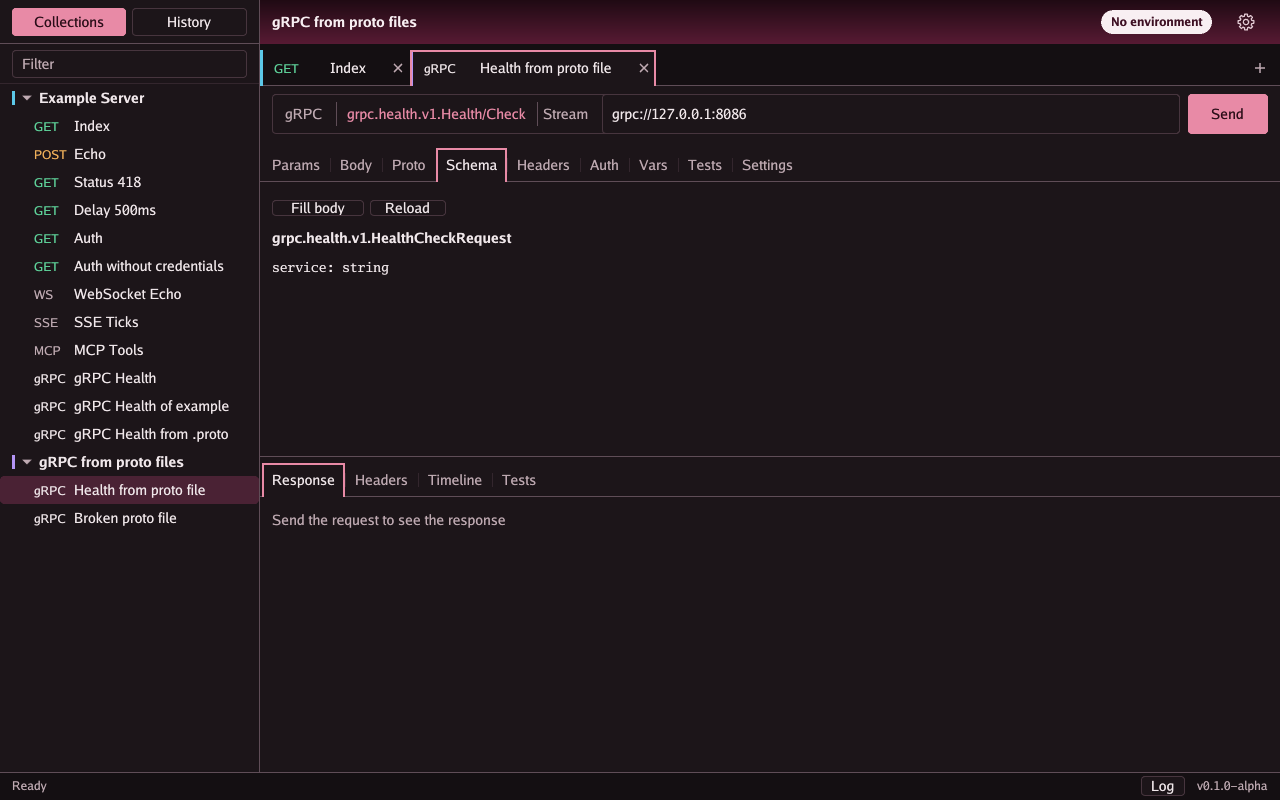 Collections
History
gRPC from proto files
No environment
Filter
GET Index
gRPC Health from proto file
Example Server
GET Index
POST Echo
GET Status 418
GET Delay 500ms
GET Auth
GET Auth without credentials
WS WebSocket Echo
SSE SSE Ticks
MCP MCP Tools
gRPC gRPC Health
gRPC gRPC Health of example
gRPC gRPC Health from .proto
gRPC from proto files
gRPC Health from proto file
gRPC Broken proto file
gRPC grpc.health.v1.Health/Check Stream grpc://127.0.0.1:8086
Send
Params Body Proto Schema Headers Auth Vars Tests Settings
Fill body Reload
grpc.health.v1.HealthCheckRequest
service: string
Response Headers Timeline Tests
Send the request to see the response
Ready
Log
v0.1.0-alpha